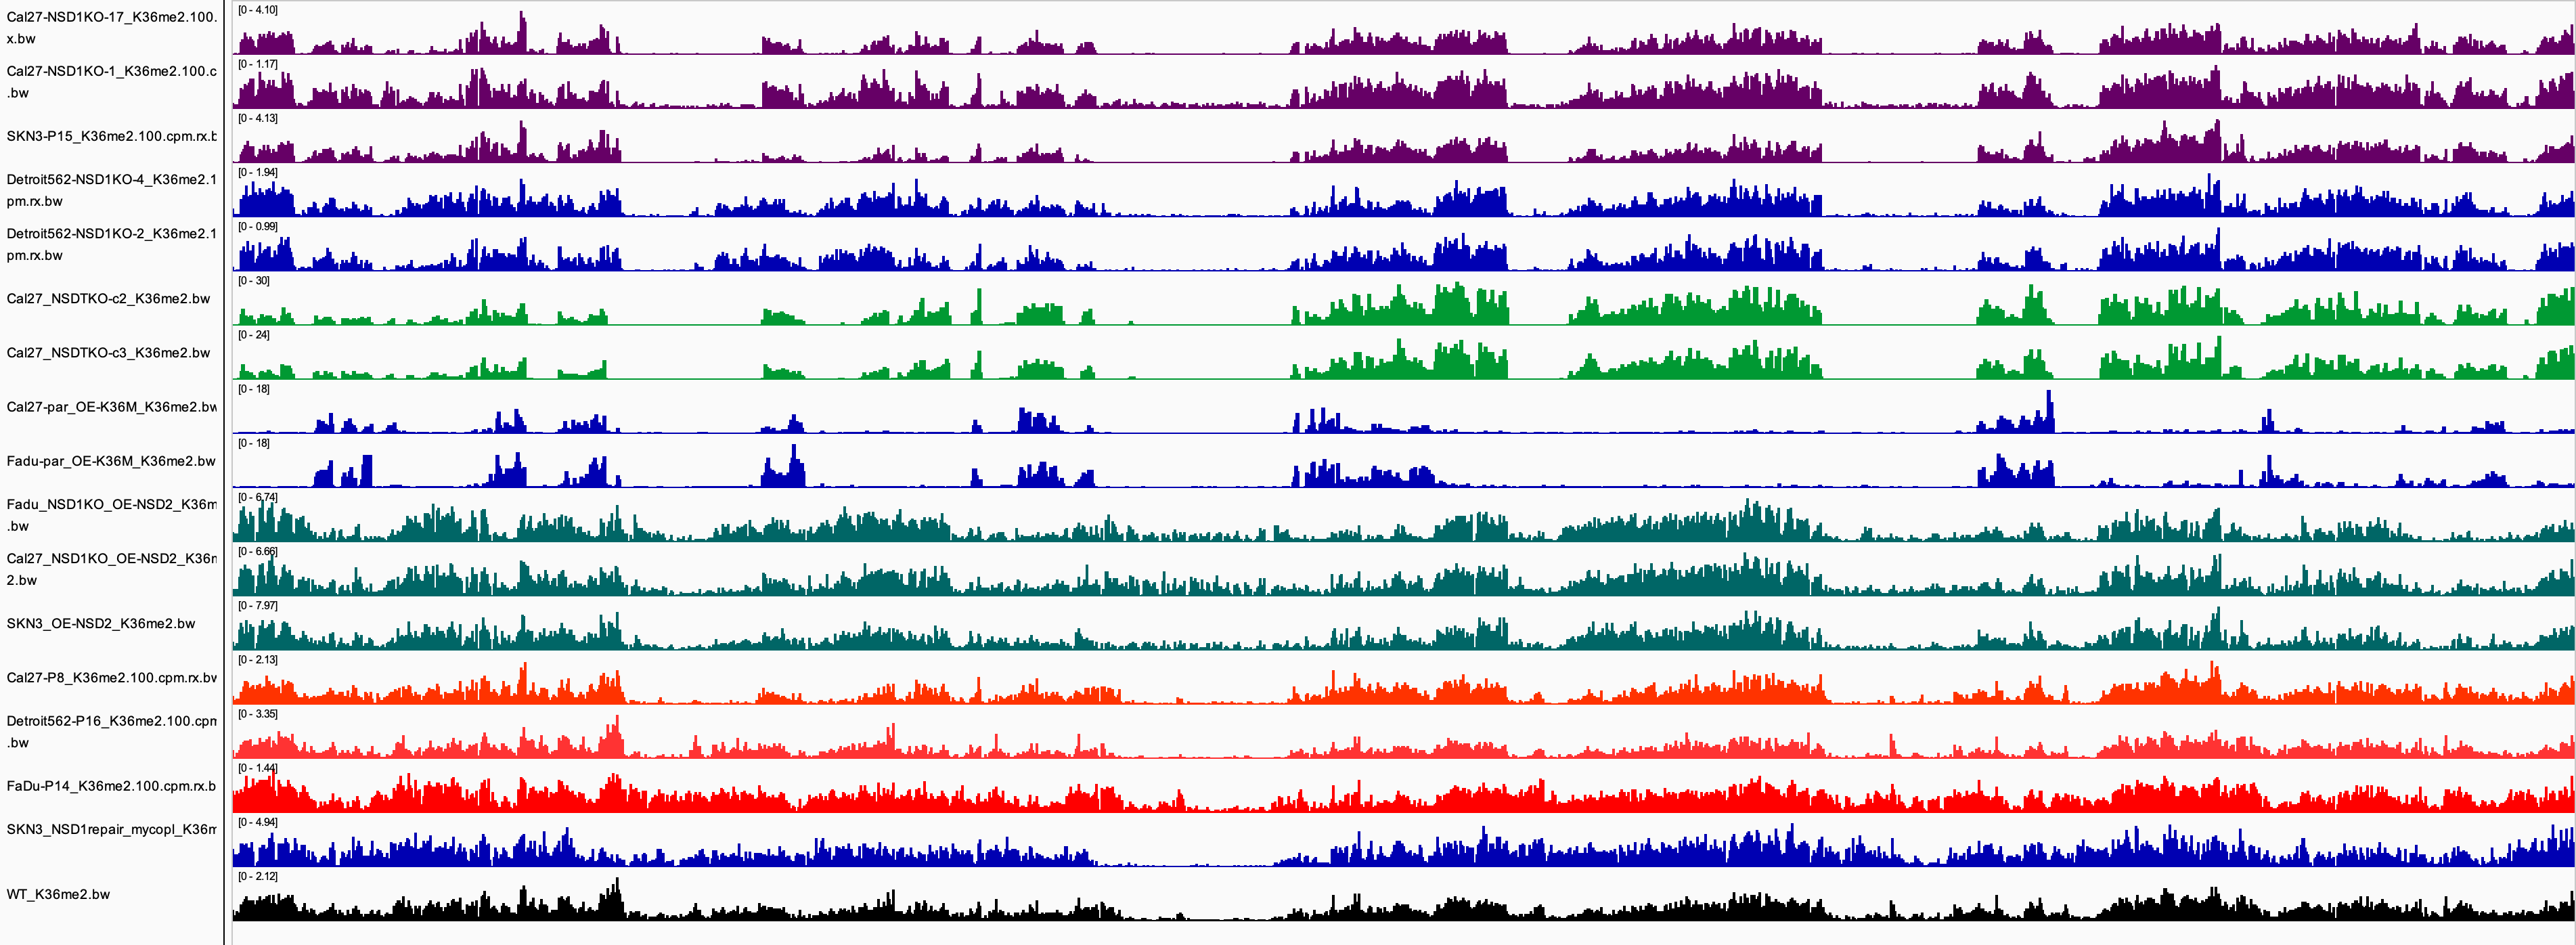 [0 - 4.10]
Cal27-NSD1KO-17_K36me2.100.
x.bw
[0 - 1.17]
Cal27-NSD1KO-1_K36me2.100.c
.bw
[0 - 4.13]
SKN3-P15_K36me2.100.cpm.rx.b
[0 - 1.94]
Detroit562-NSD1KO-4_K36me2.1
pm.rx.bw
[0 - 0.99]
Detroit562-NSD1KO-2_K36me2.1
pm.rx.bw
[0 - 30]
Cal27_NSDTKO-c2_K36me2.bw
[0 - 24]
Cal27_NSDTKO-c3_K36me2.bw
[0 - 18]
Cal27-par_OE-K36M_K36me2.bw
[0 - 18]
Fadu-par_OE-K36M_K36me2.bw
[0 - 6.74]
Fadu_NSD1KO_OE-NSD2_K36m
.bw
[0 - 6.66]
Cal27_NSD1KO_OE-NSD2_K36m
2.bw
[0 - 7.97]
SKN3_OE-NSD2_K36me2.bw
[0 - 2.13]
Cal27-P8_K36me2.100.cpm.rx.bw
[0 - 3.35]
Detroit562-P16_K36me2.100.cpm
.bw
[0 - 1.44]
FaDu-P14_K36me2.100.cpm.rx.b
[0 - 4.94]
SKN3_NSD1repair_mycopl_K36m
[0 - 2.12]
WT_K36me2.bw